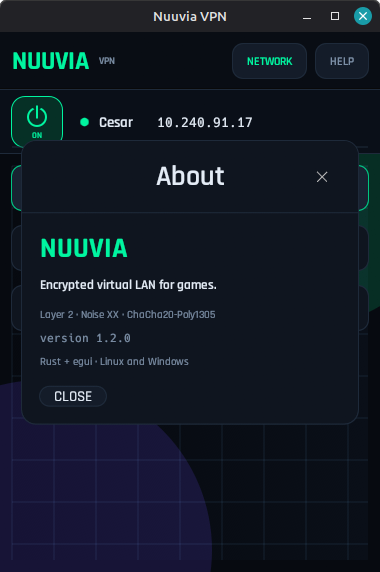 Nuuvia VPN
NUUVIA VPN NETWORK HELP
ON
Cesar 10.240.91.17
About
NUUVIA
Encrypted virtual LAN for games.
Layer 2 · Noise XX · ChaCha20-Poly1305
version 1.2.0
Rust + egui · Linux and Windows
CLOSE